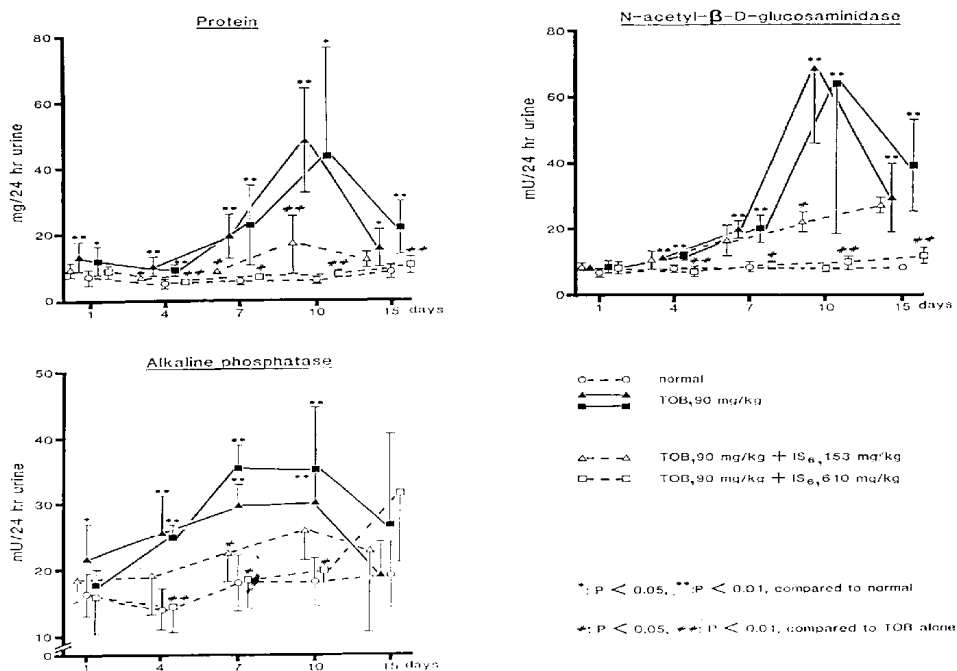 Protein
80
60
40
20
0
mg/24 hr urine
1 4 7 10 15 days
N-acetyl-β-D-glucosaminidase
80
60
40
20
0
mU/24 hr urine
1 4 7 10 15 days
Alkaline phosphatase
50
40
30
20
10
0
mU/24 hr urine
1 4 7 10 15 days
normal
TOB,90 mg/kg
TOB,90 mg/kg + IS6,153 mg/kg
TOB,90 mg/kg + IS6,610 mg/kg
*: P < 0.05, **:P < 0.01, compared to normal
≠: P < 0.05, ≠≠: P < 0.01, compared to TOB alone